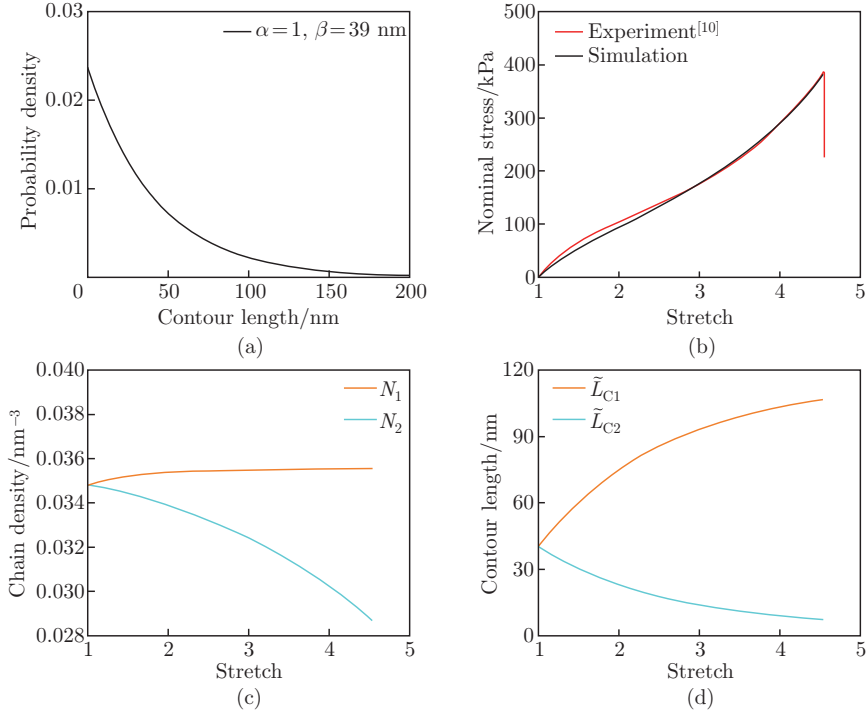 0.03
0.02
0.01
0
50
100
150
200
Probability density
Contour length/nm
α=1, β=39 nm
(a)
500
400
300
200
100
0
1
2
3
4
5
Nominal stress/kPa
Stretch
Experiment[10]
Simulation
(b)
0.040
0.038
0.036
0.034
0.032
0.030
0.028
1
2
3
4
5
Chain density/nm−3
Stretch
N1
N2
(c)
120
90
60
30
0
1
2
3
4
5
Contour length/nm
Stretch
L̃C1
L̃C2
(d)